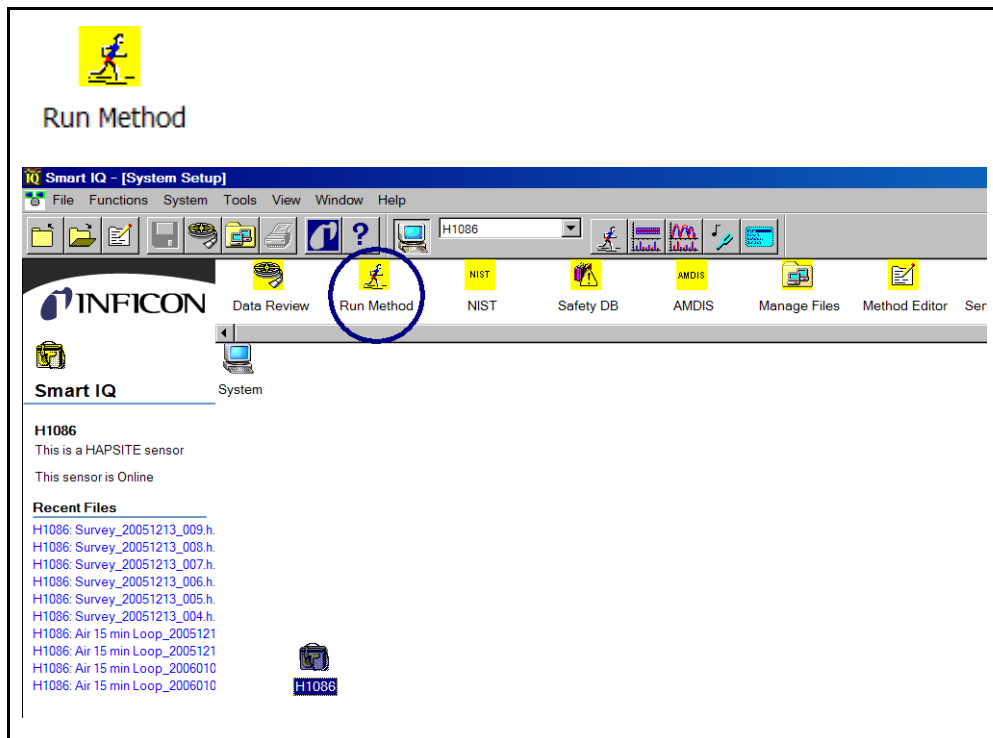 Run Method
Smart IQ - [System Setup]
File Functions System Tools View Window Help
H1086
INFICON
Data Review Run Method NIST NIST Safety DB AMDIS AMDIS Manage Files Method Editor Ser
System
Smart IQ
H1086
This is a HAPSITE sensor
This sensor is Online
Recent Files
H1086: Survey_20051213_009.h.
H1086: Survey_20051213_008.h.
H1086: Survey_20051213_007.h.
H1086: Survey_20051213_006.h.
H1086: Survey_20051213_005.h.
H1086: Survey_20051213_004.h.
H1086: Air 15 min Loop_2005121
H1086: Air 15 min Loop_2005121
H1086: Air 15 min Loop_2006010
H1086: Air 15 min Loop_2006010
H1086